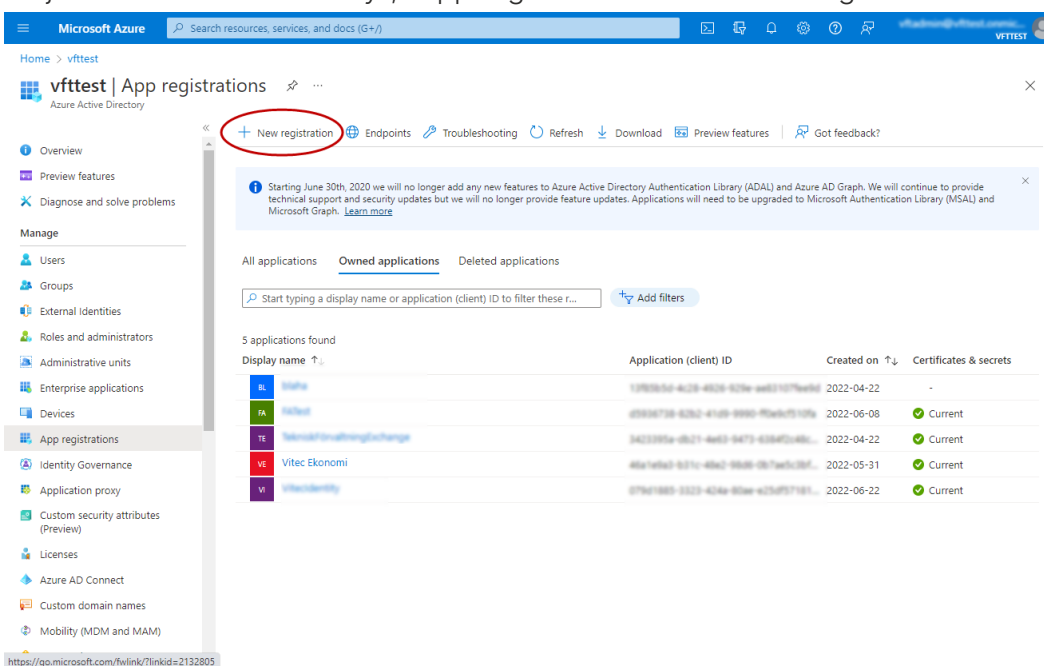 Microsoft Azure
Search resources, services, and docs (G+/)
VFTTEST
Home > vfttest
vfttest | App registrations
Azure Active Directory
New registration Endpoints Troubleshooting Refresh Download Preview features Got feedback?
Overview
Preview features
Diagnose and solve problems
Manage
Users
Groups
External Identities
Roles and administrators
Administrative units
Enterprise applications
Devices
App registrations
Identity Governance
Application proxy
Custom security attributes
(Preview)
Licenses
Azure AD Connect
Custom domain names
Mobility (MDM and MAM)
https://go.microsoft.com/fwlink/?linkid=2132805
Starting June 30th, 2020 we will no longer add any new features to Azure Active Directory Authentication Library (ADAL) and Azure AD Graph. We will continue to provide
technical support and security updates but we will no longer provide feature updates. Applications will need to be upgraded to Microsoft Authentication Library (MSAL) and
Microsoft Graph. Learn more
All applications Owned applications Deleted applications
Start typing a display name or application (client) ID to filter these r...
Add filters
5 applications found
Display name Application (client) ID Created on Certificates & secrets
BL 2022-04-22 -
FA 2022-06-08 Current
TE 2022-04-22 Current
VE Vitec Ekonomi 2022-05-31 Current
VI 2022-06-22 Current